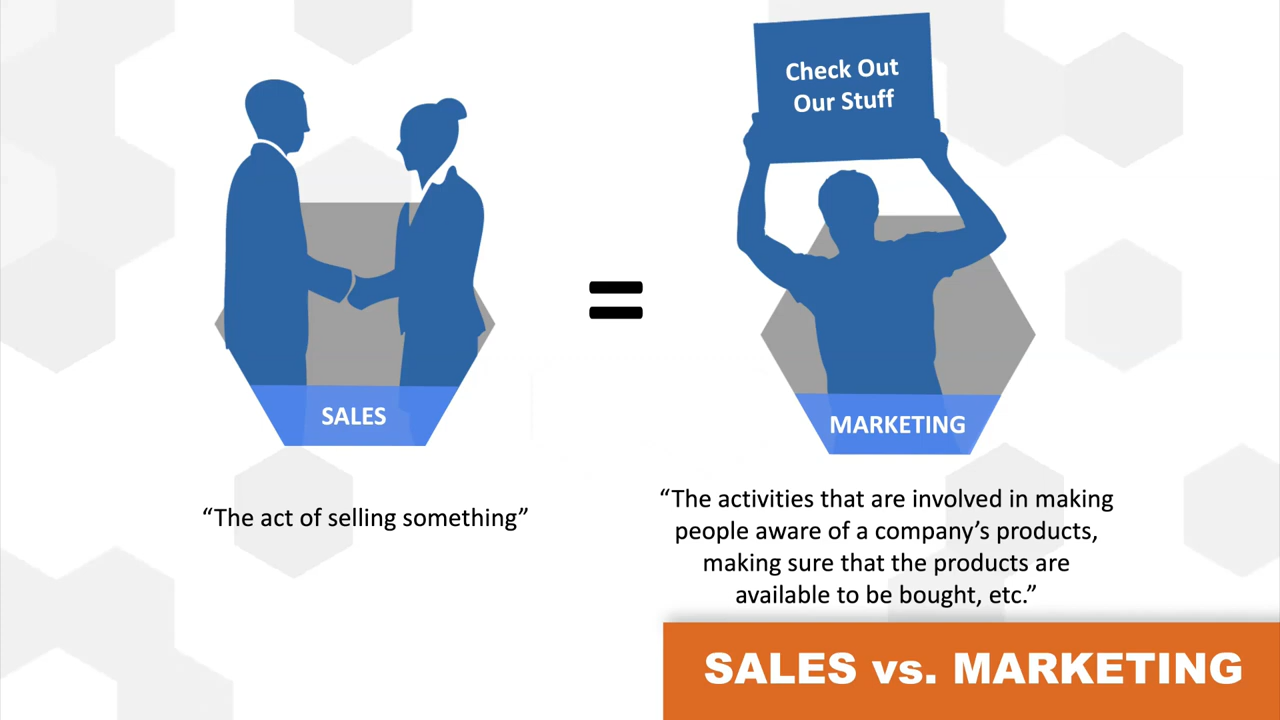 Check Out
Our Stuff
=
SALES
MARKETING
“The act of selling something”
“The activities that are involved in making
people aware of a company’s products,
making sure that the products are
available to be bought, etc.”
SALES vs. MARKETING